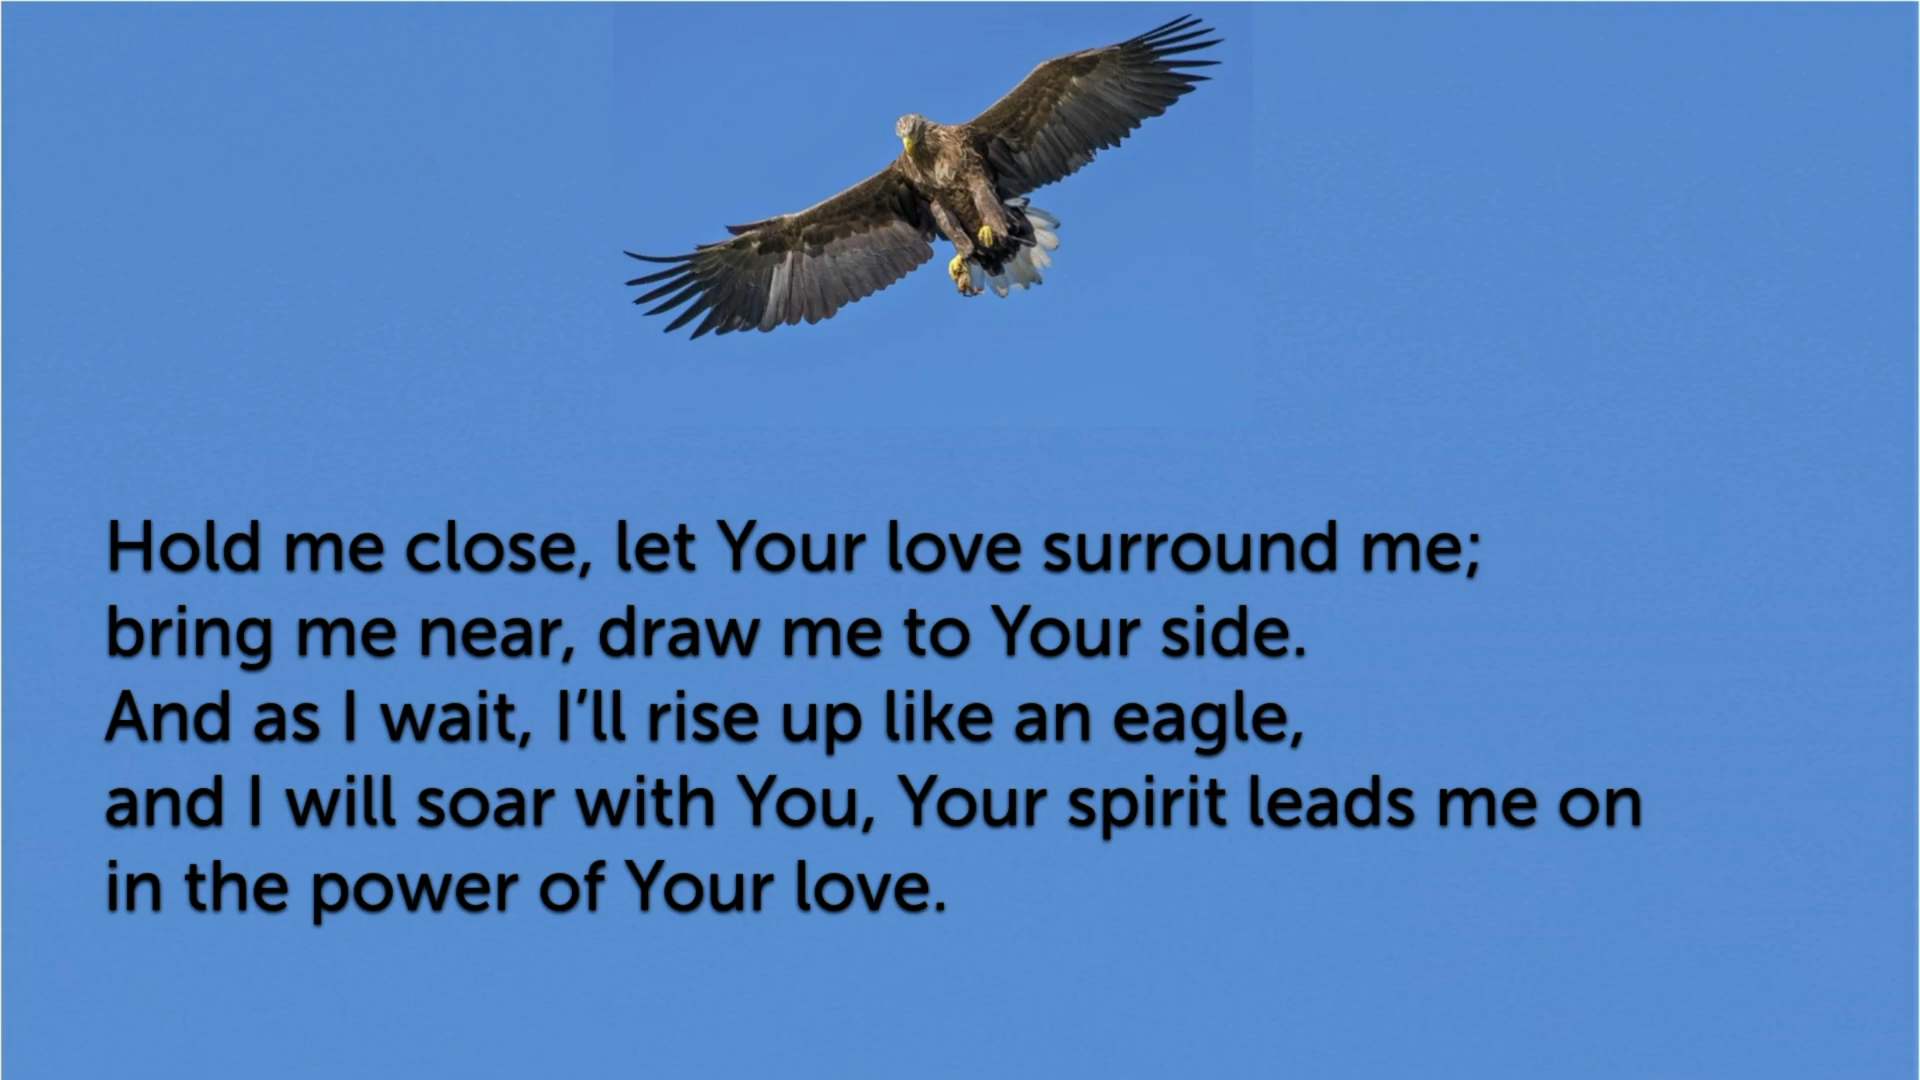 Hold me close, let Your love surround me;
bring me near, draw me to Your side.
And as I wait, I’ll rise up like an eagle,
and I will soar with You, Your spirit leads me on
in the power of Your love.